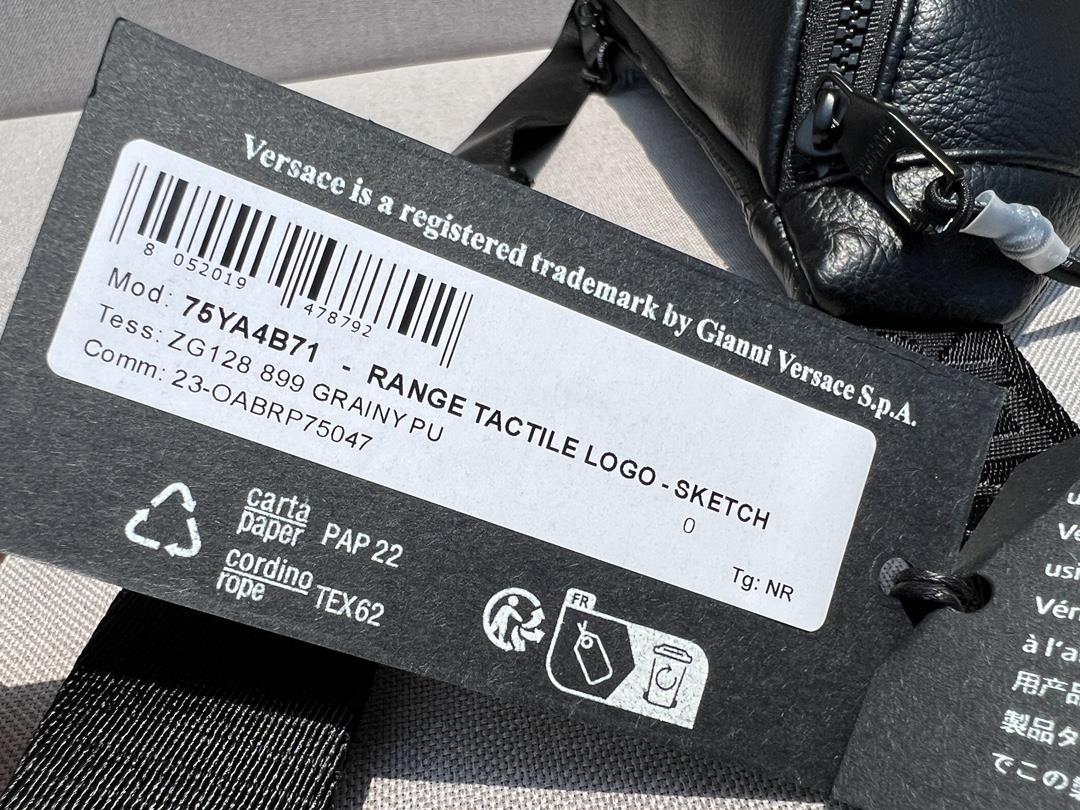 Versace is a registered trademark by Gianni Versace S.p.A.
8 052019 478792
Mod: 75YA4B71 - RANGE TACTILE LOGO - SKETCH
Tess: ZG128 899 GRAINY PU 0
Comm: 23-OABRP75047
Tg: NR
carta
paper PAP 22
cordino
rope TEX62
FR
usi
Vér
à l'a
用产品
製品タ
でこの製